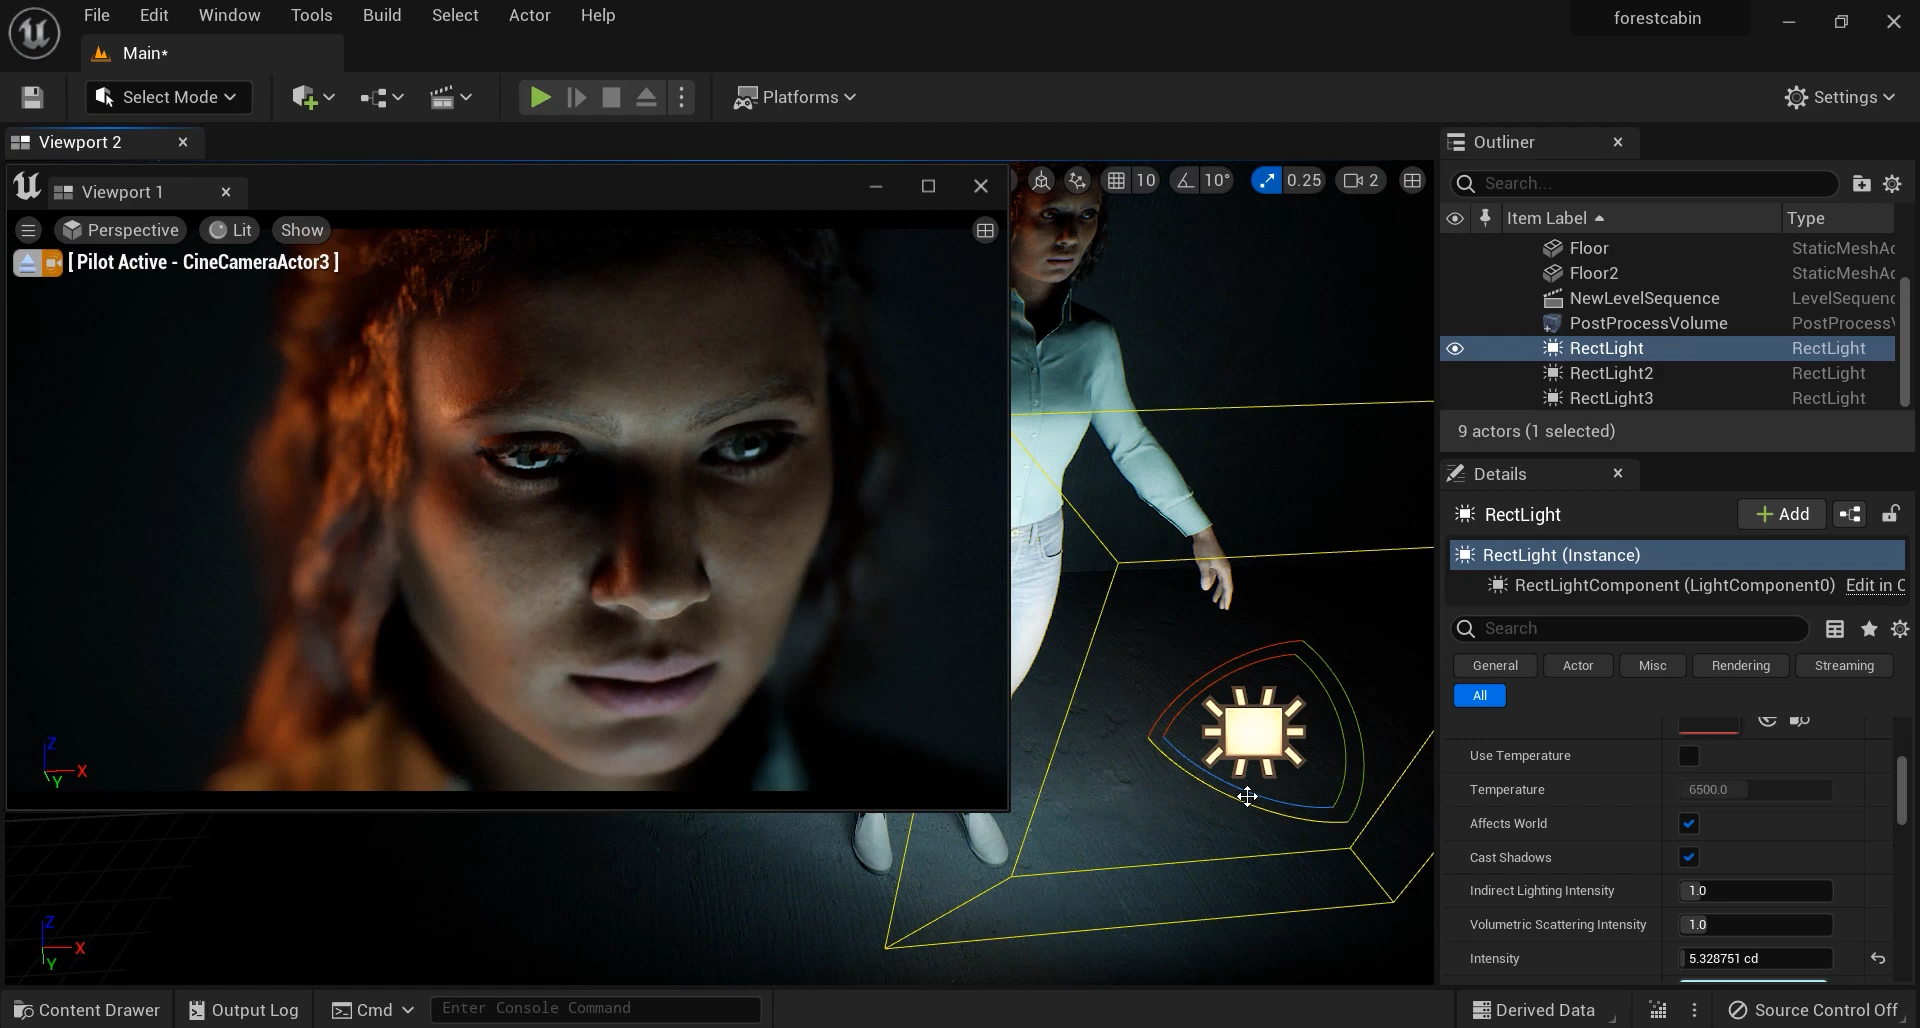 File Edit Window Tools Build Select Actor Help
forestcabin
Main*
Select Mode
Platforms
Settings
Viewport 2
Viewport 1
Perspective Lit Show
[ Pilot Active - CineCameraActor3 ]
10 10° 0.25 2
Z
X
Y
Z
X
Y
Outliner
Search...
Item Label Type
Floor StaticMeshAc
Floor2 StaticMeshAc
NewLevelSequence LevelSequenc
PostProcessVolume PostProcessV
RectLight RectLight
RectLight2 RectLight
RectLight3 RectLight
9 actors (1 selected)
Details
RectLight Add
RectLight (Instance)
RectLightComponent (LightComponent0) Edit in C
Search
General Actor Misc Rendering Streaming
All
Use Temperature
Temperature 6500.0
Affects World
Cast Shadows
Indirect Lighting Intensity 1.0
Volumetric Scattering Intensity 1.0
Intensity 5.328751 cd
Content Drawer Output Log Cmd Enter Console Command Derived Data Source Control Off